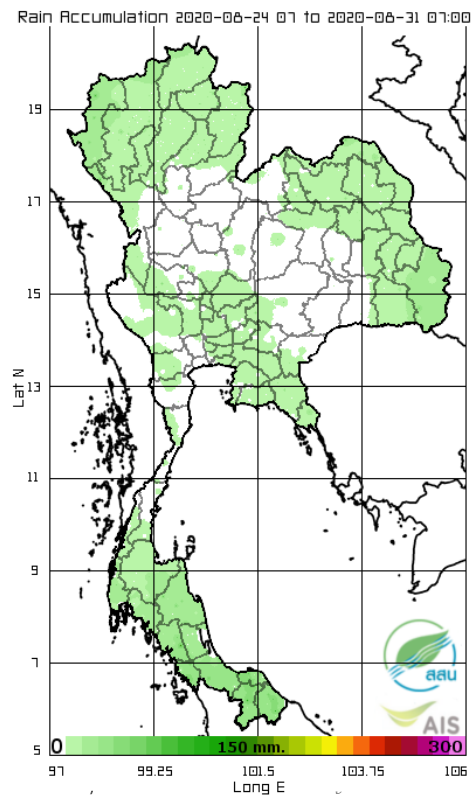 Rain Accumulation 2020-08-24 07 to 2020-08-31 07:00
19
17
15
Lat N
13
11
9
7
สสน
AIS
5
0 150 mm. 300
97 99.25 101.5 103.75 106
Long E